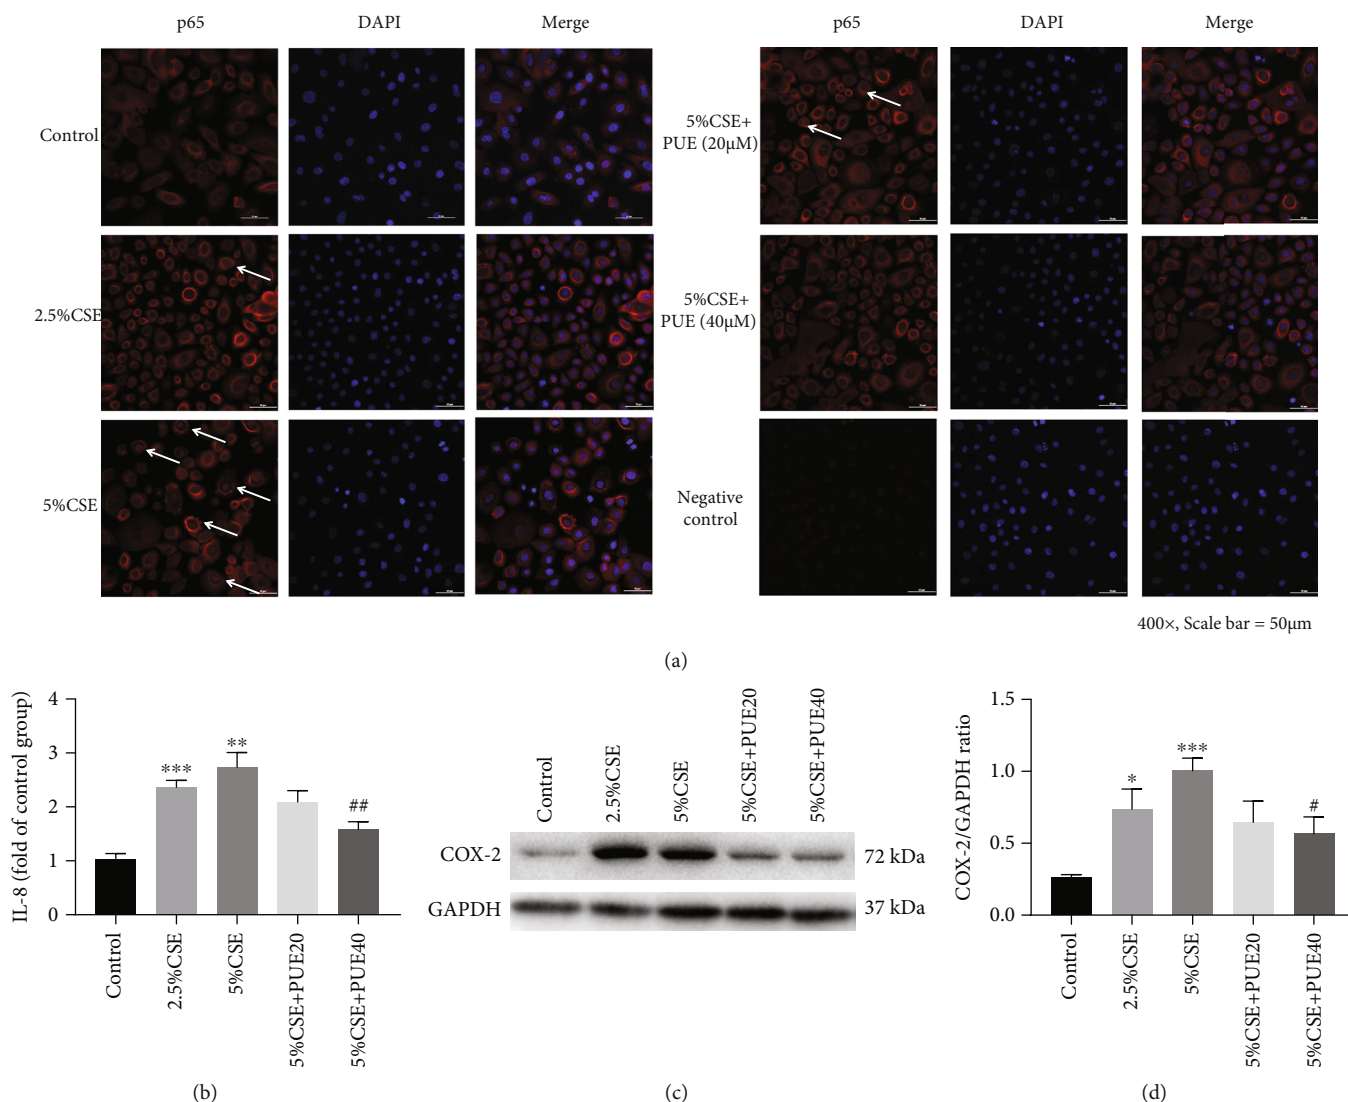 p65 DAPI Merge
Control
2.5%CSE
5%CSE
p65 DAPI Merge
5%CSE+
PUE (20μM)
5%CSE+
PUE (40μM)
Negative
control
400×, Scale bar = 50μm
(a)
IL-8 (fold of control group)
4
3
2
1
0
***
**
##
Control
2.5%CSE
5%CSE
5%CSE+PUE20
5%CSE+PUE40
(b)
Control
2.5%CSE
5%CSE
5%CSE+PUE20
5%CSE+PUE40
COX-2 72 kDa
GAPDH 37 kDa
(c)
COX-2/GAPDH ratio
1.5
1.0
0.5
0.0
*
***
#
Control
2.5%CSE
5%CSE
5%CSE+PUE20
5%CSE+PUE40
(d)